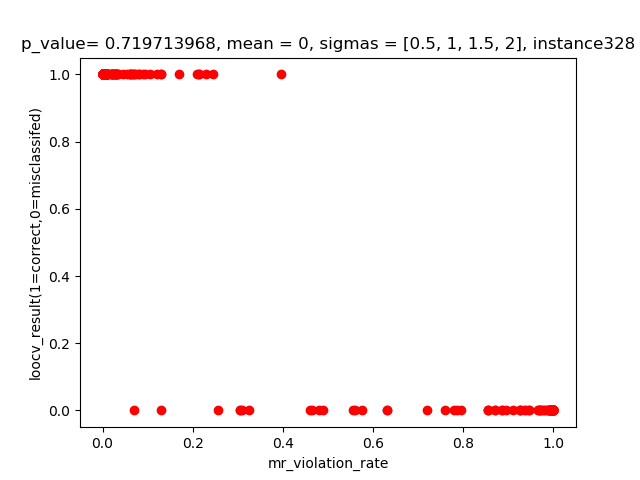 p_value= 0.719713968, mean = 0, sigmas = [0.5, 1, 1.5, 2], instance328
1.0
0.8
0.6
0.4
0.2
0.0
loocv_result(1=correct,0=misclassifed)
0.0 0.2 0.4 0.6 0.8 1.0
mr_violation_rate